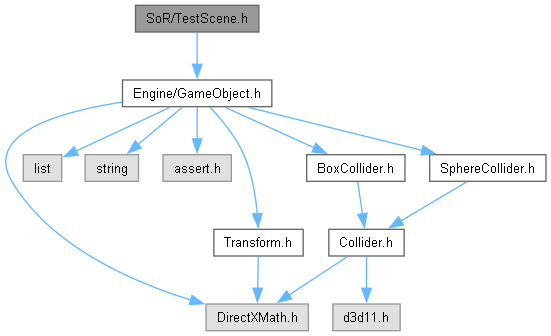 SoR/TestScene.h
Engine/GameObject.h
list
string
assert.h
BoxCollider.h
SphereCollider.h
Transform.h
Collider.h
DirectXMath.h
d3d11.h